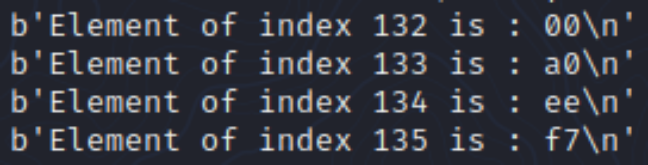 b'Element of index 132 is : 00\n'
b'Element of index 133 is : a0\n'
b'Element of index 134 is : ee\n'
b'Element of index 135 is : f7\n'